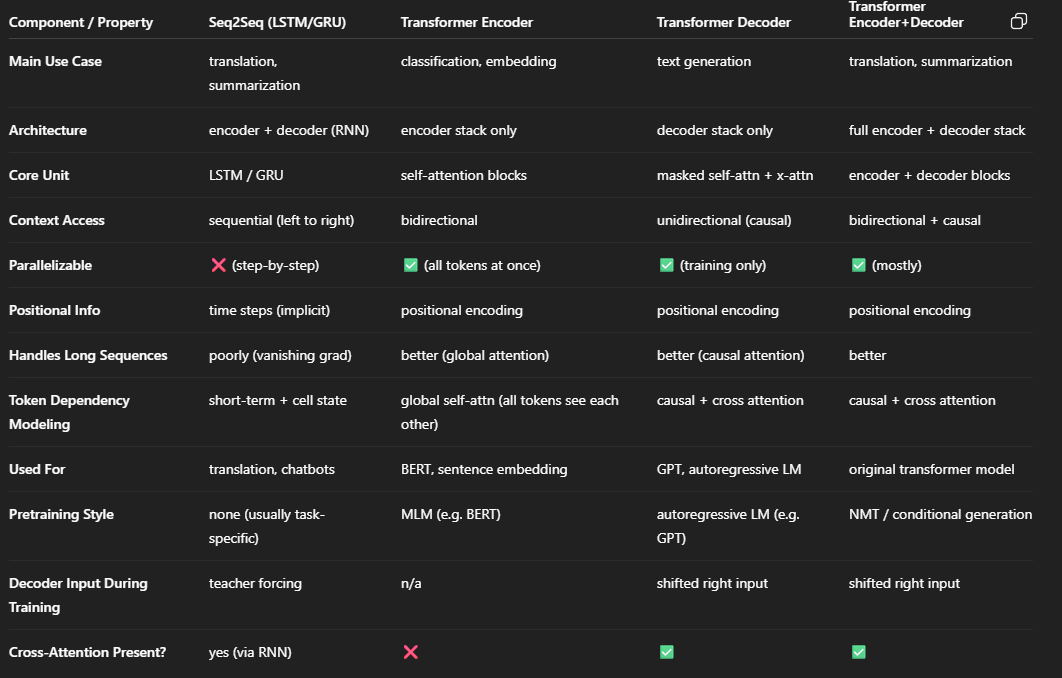 Component / Property Seq2Seq (LSTM/GRU) Transformer Encoder Transformer Decoder Transformer
Encoder+Decoder
Main Use Case translation, classification, embedding text generation translation, summarization
summarization
Architecture encoder + decoder (RNN) encoder stack only decoder stack only full encoder + decoder stack
Core Unit LSTM / GRU self-attention blocks masked self-attn + x-attn encoder + decoder blocks
Context Access sequential (left to right) bidirectional unidirectional (causal) bidirectional + causal
Parallelizable ❌ (step-by-step) ✅ (all tokens at once) ✅ (training only) ✅ (mostly)
Positional Info time steps (implicit) positional encoding positional encoding positional encoding
Handles Long Sequences poorly (vanishing grad) better (global attention) better (causal attention) better
Token Dependency short-term + cell state global self-attn (all tokens see each causal + cross attention causal + cross attention
Modeling other)
Used For translation, chatbots BERT, sentence embedding GPT, autoregressive LM original transformer model
Pretraining Style none (usually task- MLM (e.g. BERT) autoregressive LM (e.g. NMT / conditional generation
specific) GPT)
Decoder Input During teacher forcing n/a shifted right input shifted right input
Training
Cross-Attention Present? yes (via RNN) ❌ ✅ ✅